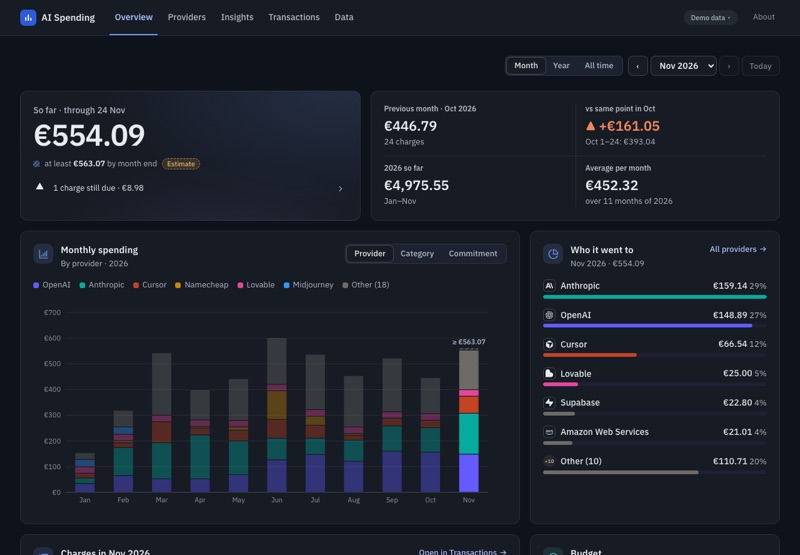 AI Spending
Overview Providers Insights Transactions Data
Demo data
About
Month Year All time
‹ Nov 2026 › Today
So far · through 24 Nov
€554.09
at least €563.07 by month end Estimate
1 charge still due · €8.98
Previous month · Oct 2026
€446.79
24 charges
vs same point in Oct
+€161.05
Oct 1–24: €393.04
2026 so far
€4,975.55
Jan–Nov
Average per month
€452.32
over 11 months of 2026
Monthly spending
By provider · 2026
Provider Category Commitment
OpenAI Anthropic Cursor Namecheap Lovable Midjourney Other (18)
€700
€600
€500
€400
€300
€200
€100
€0
≥ €563.07
Jan Feb Mar Apr May Jun Jul Aug Sep Oct Nov
Who it went to
Nov 2026 · €554.09
All providers →
Anthropic €159.14 29%
OpenAI €148.89 27%
Cursor €66.54 12%
Lovable €25.00 5%
Supabase €22.80 4%
Amazon Web Services €21.01 4%
+10 Other (10) €110.71 20%
Charges in Nov 2026
Open in Transactions →
Budget